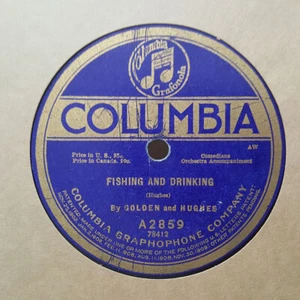 Columbia
Grafonola
COLUMBIA
AW
Price in U. S., 85c.
Price in Canada, 90c.
Comedians
Orchestra Accompaniment
FISHING AND DRINKING
(Hughes)
By GOLDEN and HUGHES
A2859
78412
COLUMBIA GRAPHOPHONE COMPANY